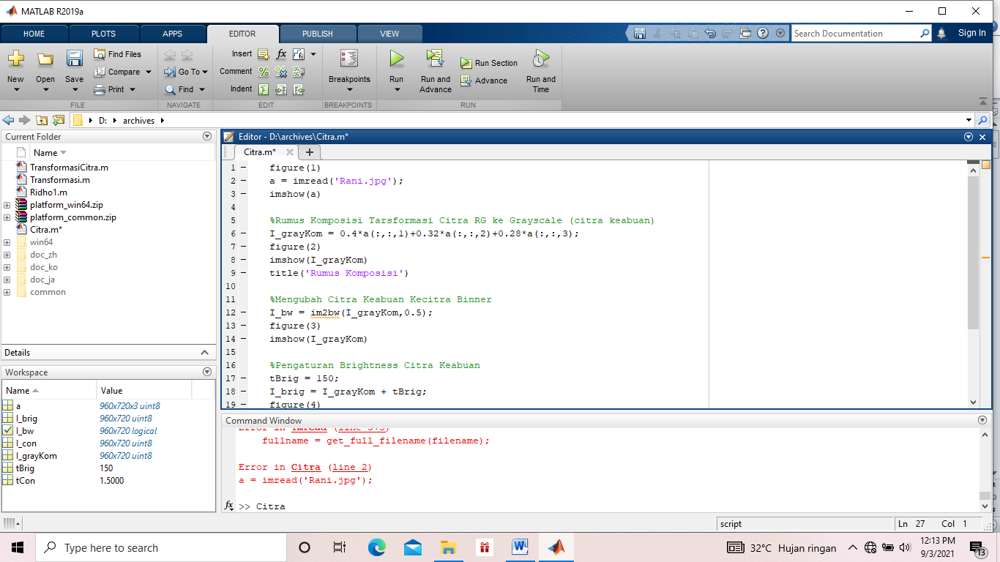 MATLAB R2019a
HOME PLOTS APPS EDITOR PUBLISH VIEW
Search Documentation Sign In
New Open Save Find Files Compare Print
Go To Find
Insert fx Comment Indent
Breakpoints
Run Run and Advance Run Section Advance Run and Time
FILE NAVIGATE EDIT BREAKPOINTS RUN
D: archives
Current Folder
Name
TransformasiCitra.m
Transformasi.m
Ridho1.m
platform_win64.zip
platform_common.zip
Citra.m*
win64
doc_zh
doc_ko
doc_ja
common
Details
Workspace
Name Value
a 960x720x3 uint8
I_brig 960x720 uint8
I_bw 960x720 logical
I_con 960x720 uint8
I_grayKom 960x720 uint8
tBrig 150
tCon 1.5000
Editor - D:\archives\Citra.m*
Citra.m*
1 figure(1)
2 a = imread('Rani.jpg');
3 imshow(a)
4
5 %Rumus Komposisi Tarsformasi Citra RG ke Grayscale (citra keabuan)
6 I_grayKom = 0.4*a(:,:,1)+0.32*a(:,:,2)+0.28*a(:,:,3);
7 figure(2)
8 imshow(I_grayKom)
9 title('Rumus Komposisi')
10
11 %Mengubah Citra Keabuan Kecitra Binner
12 I_bw = im2bw(I_grayKom,0.5);
13 figure(3)
14 imshow(I_grayKom)
15
16 %Pengaturan Brightness Citra Keabuan
17 tBrig = 150;
18 I_brig = I_grayKom + tBrig;
19 figure(4)
Command Window
Error in imread (line 373)
fullname = get_full_filename(filename);
Error in Citra (line 2)
a = imread('Rani.jpg');
fx >> Citra
script Ln 27 Col 1
Type here to search
32°C Hujan ringan
12:13 PM
9/3/2021
13